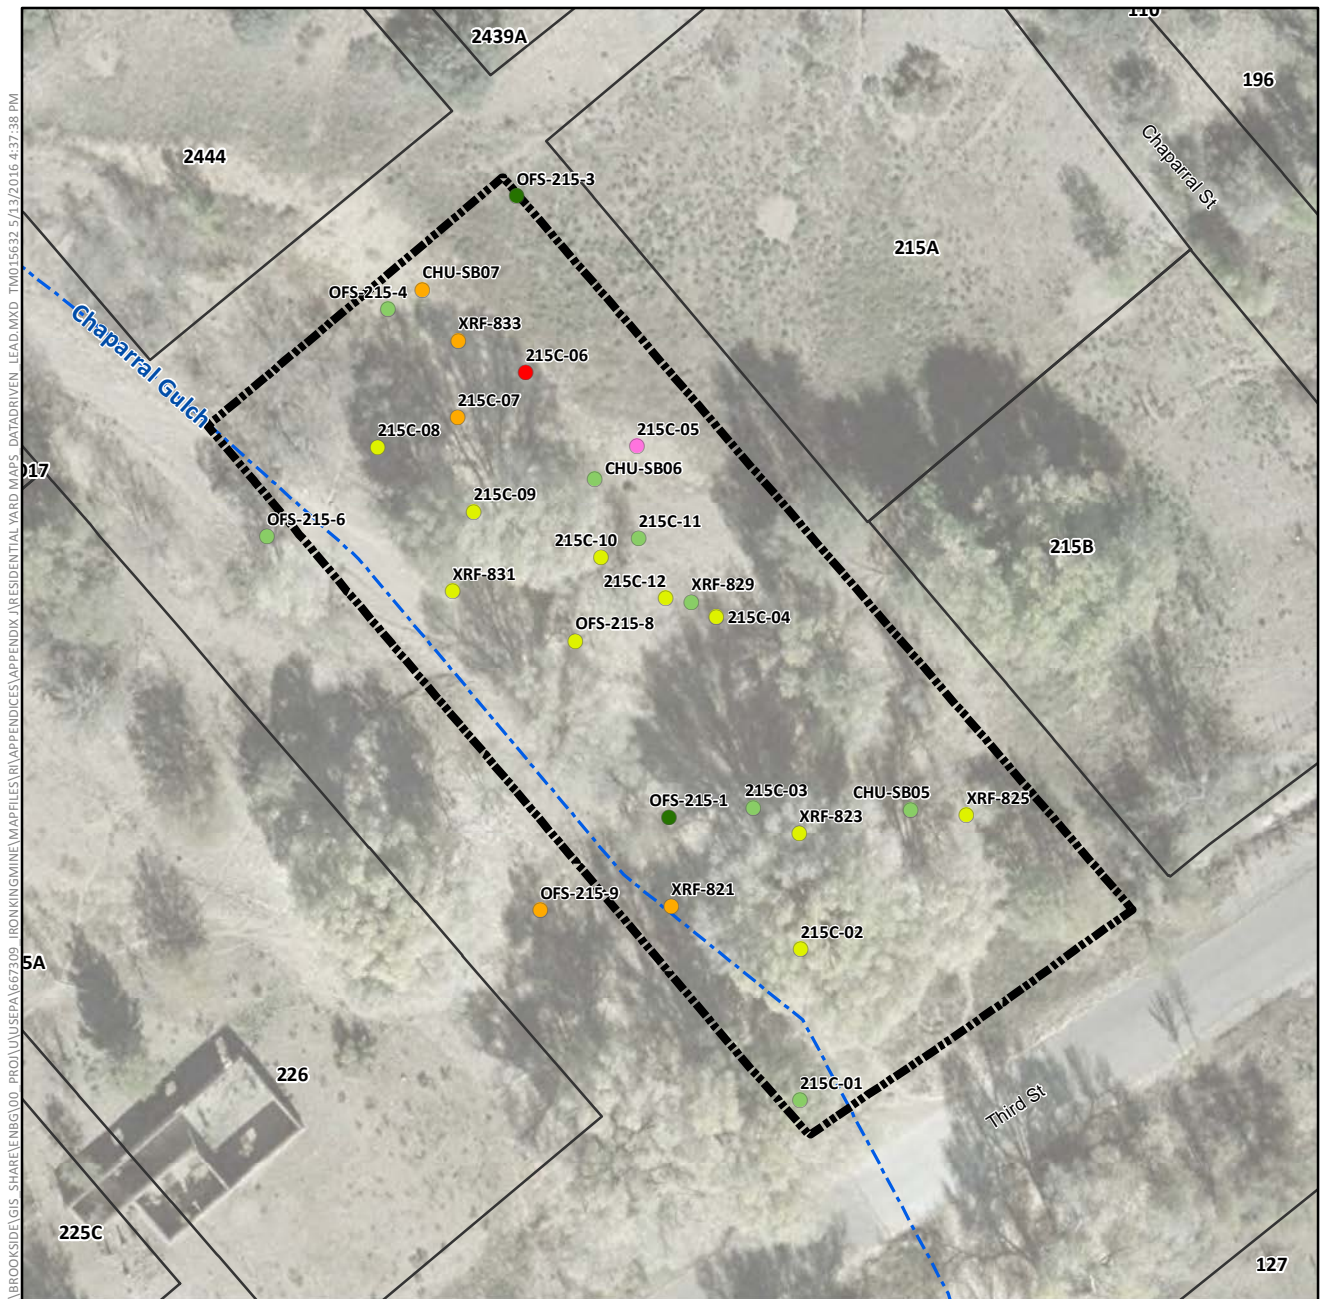 110
2439A
196
2444
Chaparral St
OFS-215-3
215A
CHU-SB07
OFS-215-4
Chaparral Gulch
XRF-833
215C-06
215C-07
215C-08
215C-05
017
CHU-SB06
215C-09
OFS-215-6
215C-11
215C-10
215B
XRF-831
215C-12
XRF-829
215C-04
OFS-215-8
215C-03
CHU-SB05
OFS-215-1
XRF-825
XRF-823
OFS-215-9
XRF-821
215C-02
5A
226
215C-01
Third St
225C
127
\BROOKSIDE\GIS_SHARE\ENBG\00_PROJ\U\USEPA\667309_IRONKINGMINE\MAPFILES\RI\APPENDICES\APPENDIX_J\RESIDENTIAL_YARD_MAPS_DATADRIVEN_LEAD.MXD  TM015632 5/13/2016 4:37:38 PM